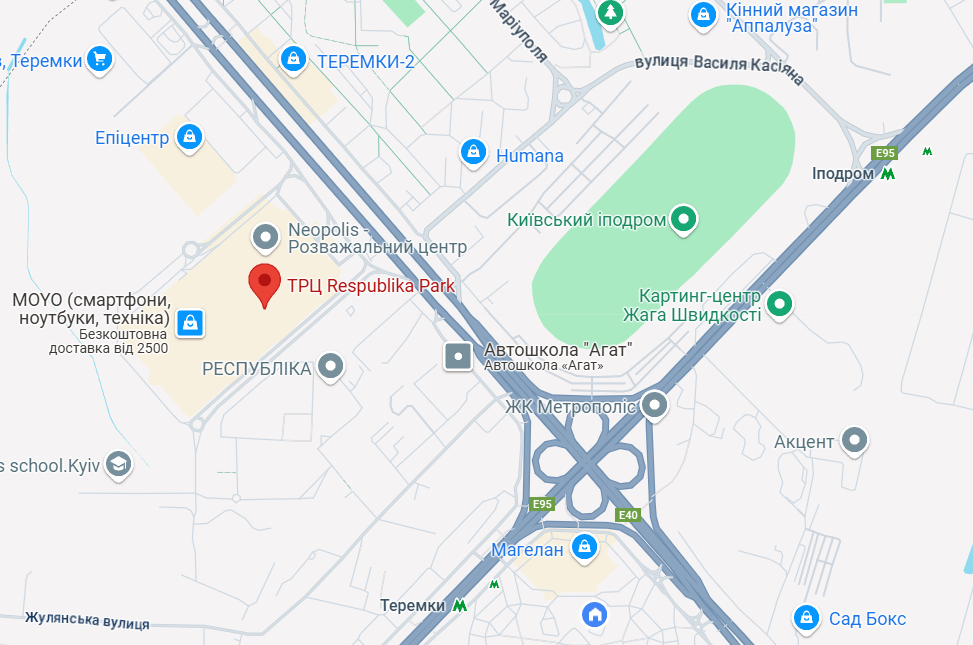 Маріуполя
Кінний магазин
"Аппалуза"
вулиця Василя Касіяна
Теремки
ТЕРЕМКИ-2
Епіцентр
Humana
E95
Іподром
Київський іподром
Neopolis -
Розважальний центр
ТРЦ Respublika Park
MOYO (смартфони,
ноутбуки, техніка)
Безкоштовна
доставка від 2500
Картинг-центр
Жага Швидкості
РЕСПУБЛІКА
Автошкола "Агат"
Автошкола «Агат»
ЖК Метрополіс
Акцент
s school.Kyiv
E95
E40
Магелан
Теремки
Жулянська вулиця
Сад Бокс